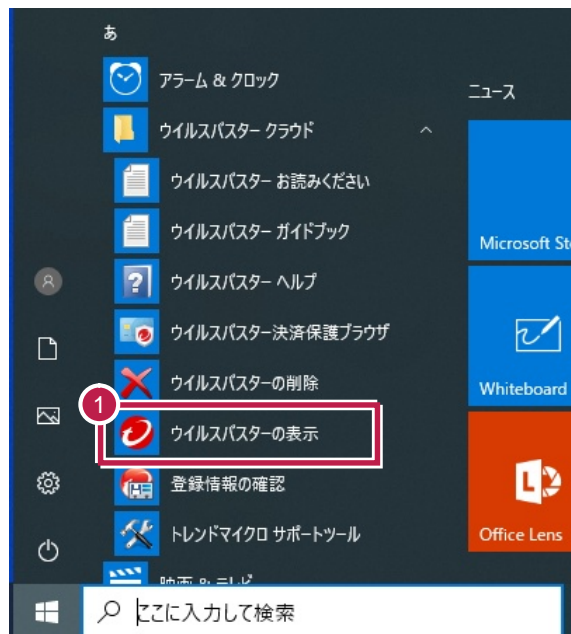 あ
アラーム & クロック
ニュース
ウイルスバスター クラウド
ウイルスバスター お読みください
ウイルスバスター ガイドブック
Microsoft St
ウイルスバスター ヘルプ
ウイルスバスター決済保護ブラウザ
ウイルスバスターの削除
Whiteboard
1
ウイルスバスターの表示
登録情報の確認
トレンドマイクロ サポートツール
Office Lens
映画 & テレビ
ここに入力して検索